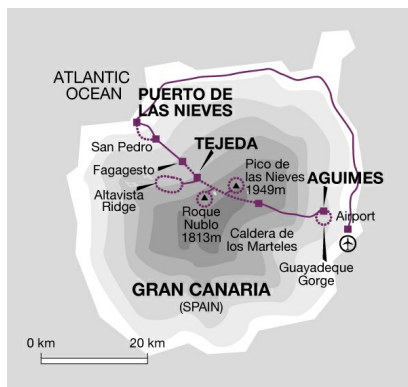 ATLANTIC
OCEAN
PUERTO DE
LAS NIEVES
San Pedro
TEJEDA
Fagagesto
Pico de
las Nieves
1949m
AGUIMES
Altavista
Ridge
Roque
Nublo
1813m
Airport
Caldera de
los Marteles
Guayadeque
Gorge
GRAN CANARIA
(SPAIN)
0 km
20 km